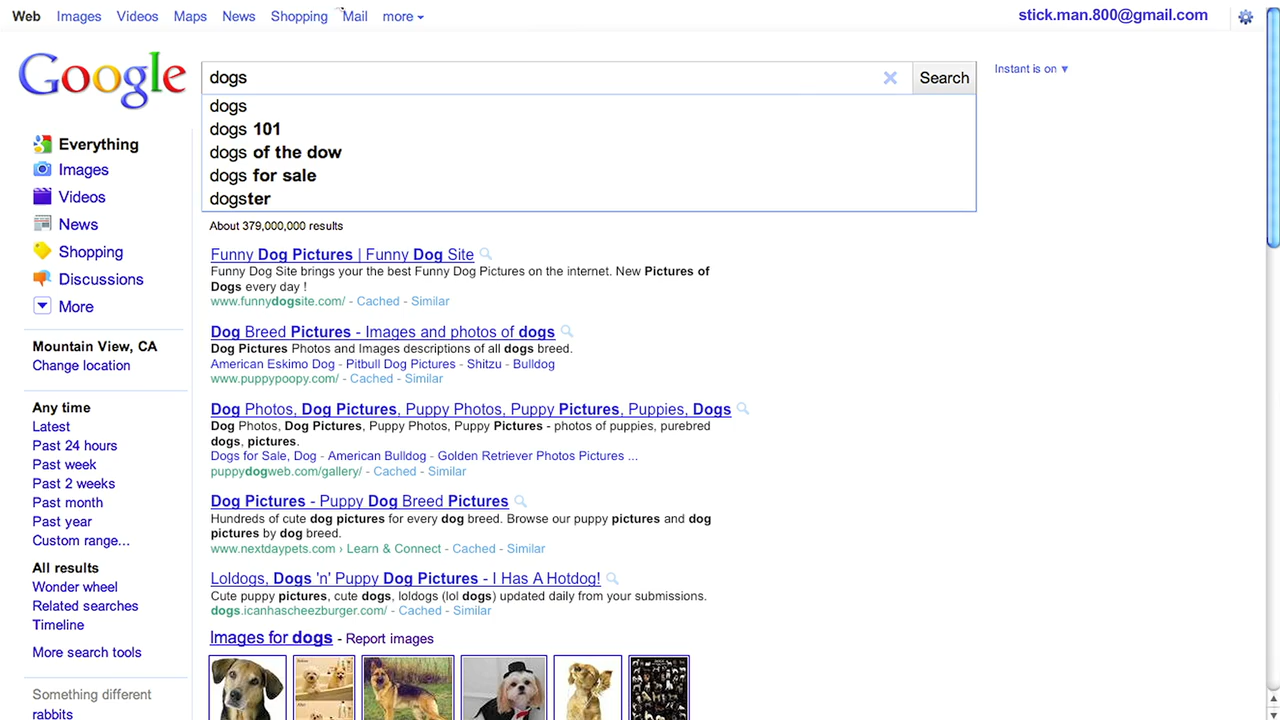 Web Images Videos Maps News Shopping Mail more
stick.man.800@gmail.com
Google
dogs
Search
Instant is on
dogs
dogs 101
dogs of the dow
dogs for sale
dogster
About 379,000,000 results
Everything
Images
Videos
News
Shopping
Discussions
More
Mountain View, CA
Change location
Any time
Latest
Past 24 hours
Past week
Past 2 weeks
Past month
Past year
Custom range...
All results
Wonder wheel
Related searches
Timeline
More search tools
Something different
rabbits
Funny Dog Pictures | Funny Dog Site
Funny Dog Site brings your the best Funny Dog Pictures on the internet. New Pictures of
Dogs every day !
www.funnydogsite.com/ - Cached - Similar
Dog Breed Pictures - Images and photos of dogs
Dog Pictures Photos and Images descriptions of all dogs breed.
American Eskimo Dog - Pitbull Dog Pictures - Shitzu - Bulldog
www.puppypoopy.com/ - Cached - Similar
Dog Photos, Dog Pictures, Puppy Photos, Puppy Pictures, Puppies, Dogs
Dog Photos, Dog Pictures, Puppy Photos, Puppy Pictures - photos of puppies, purebred
dogs, pictures.
Dogs for Sale, Dog - American Bulldog - Golden Retriever Photos Pictures ...
puppydogweb.com/gallery/ - Cached - Similar
Dog Pictures - Puppy Dog Breed Pictures
Hundreds of cute dog pictures for every dog breed. Browse our puppy pictures and dog
pictures by dog breed.
www.nextdaypets.com › Learn & Connect - Cached - Similar
Loldogs, Dogs 'n' Puppy Dog Pictures - I Has A Hotdog!
Cute puppy pictures, cute dogs, loldogs (lol dogs) updated daily from your submissions.
dogs.icanhascheezburger.com/ - Cached - Similar
Images for dogs - Report images